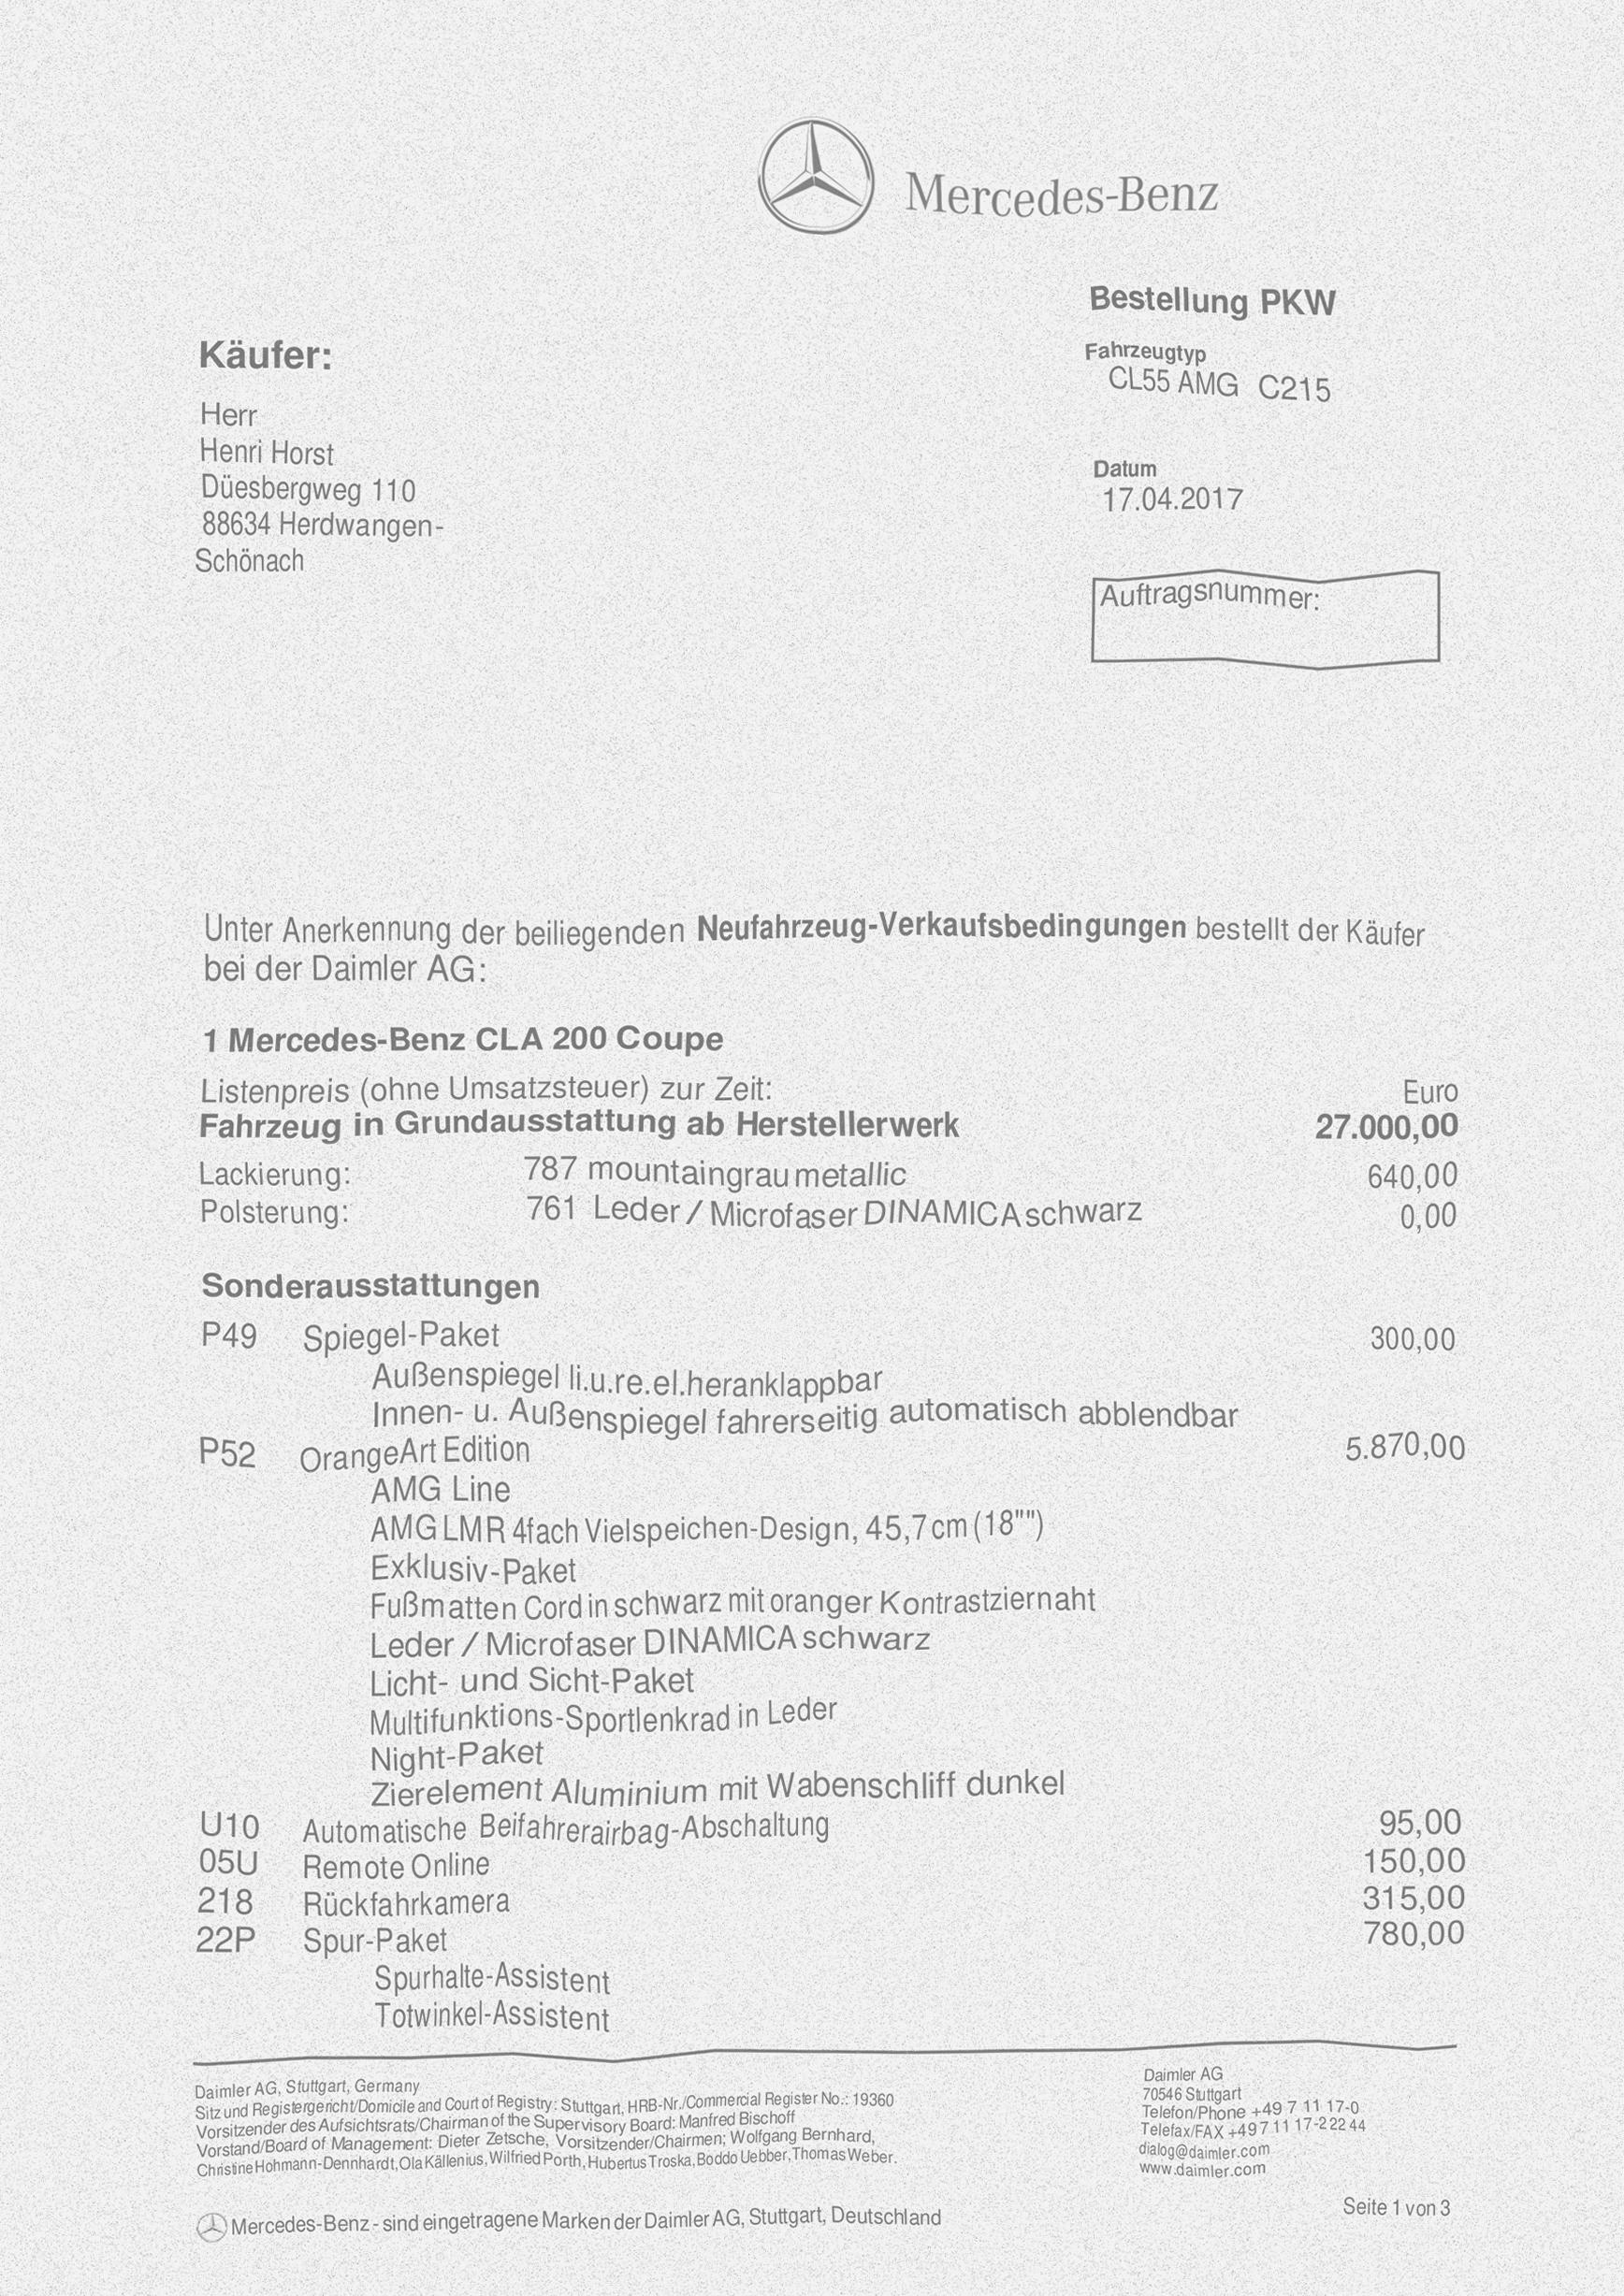 Mercedes-Benz
Bestellung PKW
Käufer:
Fahrzeugtyp
CL55 AMG C215
Herr
Henri Horst
Düesbergweg 110
88634 Herdwangen-
Schönach
Datum
17.04.2017
Auftragsnummer:
Unter Anerkennung der beiliegenden Neufahrzeug-Verkaufsbedingungen bestellt der Käufer
bei der Daimler AG:
1 Mercedes-Benz CLA 200 Coupe
Listenpreis (ohne Umsatzsteuer) zur Zeit: Euro
Fahrzeug in Grundausstattung ab Herstellerwerk 27.000,00
Lackierung: 787 mountaingrau metallic 640,00
Polsterung: 761 Leder / Microfaser DINAMICA schwarz 0,00
Sonderausstattungen
P49 Spiegel-Paket 300,00
Außenspiegel li.u.re.el.heranklappbar
Innen- u. Außenspiegel fahrerseitig automatisch abblendbar
P52 OrangeArt Edition 5.870,00
AMG Line
AMG LMR 4fach Vielspeichen-Design, 45,7 cm (18"")
Exklusiv-Paket
Fußmatten Cord in schwarz mit oranger Kontrastziernaht
Leder / Microfaser DINAMICA schwarz
Licht- und Sicht-Paket
Multifunktions-Sportlenkrad in Leder
Night-Paket
Zierelement Aluminium mit Wabenschliff dunkel
U10 Automatische Beifahrerairbag-Abschaltung 95,00
05U Remote Online 150,00
218 Rückfahrkamera 315,00
22P Spur-Paket 780,00
Spurhalte-Assistent
Totwinkel-Assistent
Daimler AG, Stuttgart, Germany
Sitz und Registergericht/Domicile and Court of Registry: Stuttgart, HRB-Nr./Commercial Register No.: 19360
Vorsitzender des Aufsichtsrats/Chairman of the Supervisory Board: Manfred Bischoff
Vorstand/Board of Management: Dieter Zetsche, Vorsitzender/Chairmen; Wolfgang Bernhard,
Christine Hohmann-Dennhardt, Ola Källenius, Wilfried Porth, Hubertus Troska, Boddo Uebber, Thomas Weber.
Daimler AG
70546 Stuttgart
Telefon/Phone +49 7 11 17-0
Telefax/FAX +49 7 11 17-2 22 44
dialog@daimler.com
www.daimler.com
Mercedes-Benz - sind eingetragene Marken der Daimler AG, Stuttgart, Deutschland
Seite 1 von 3